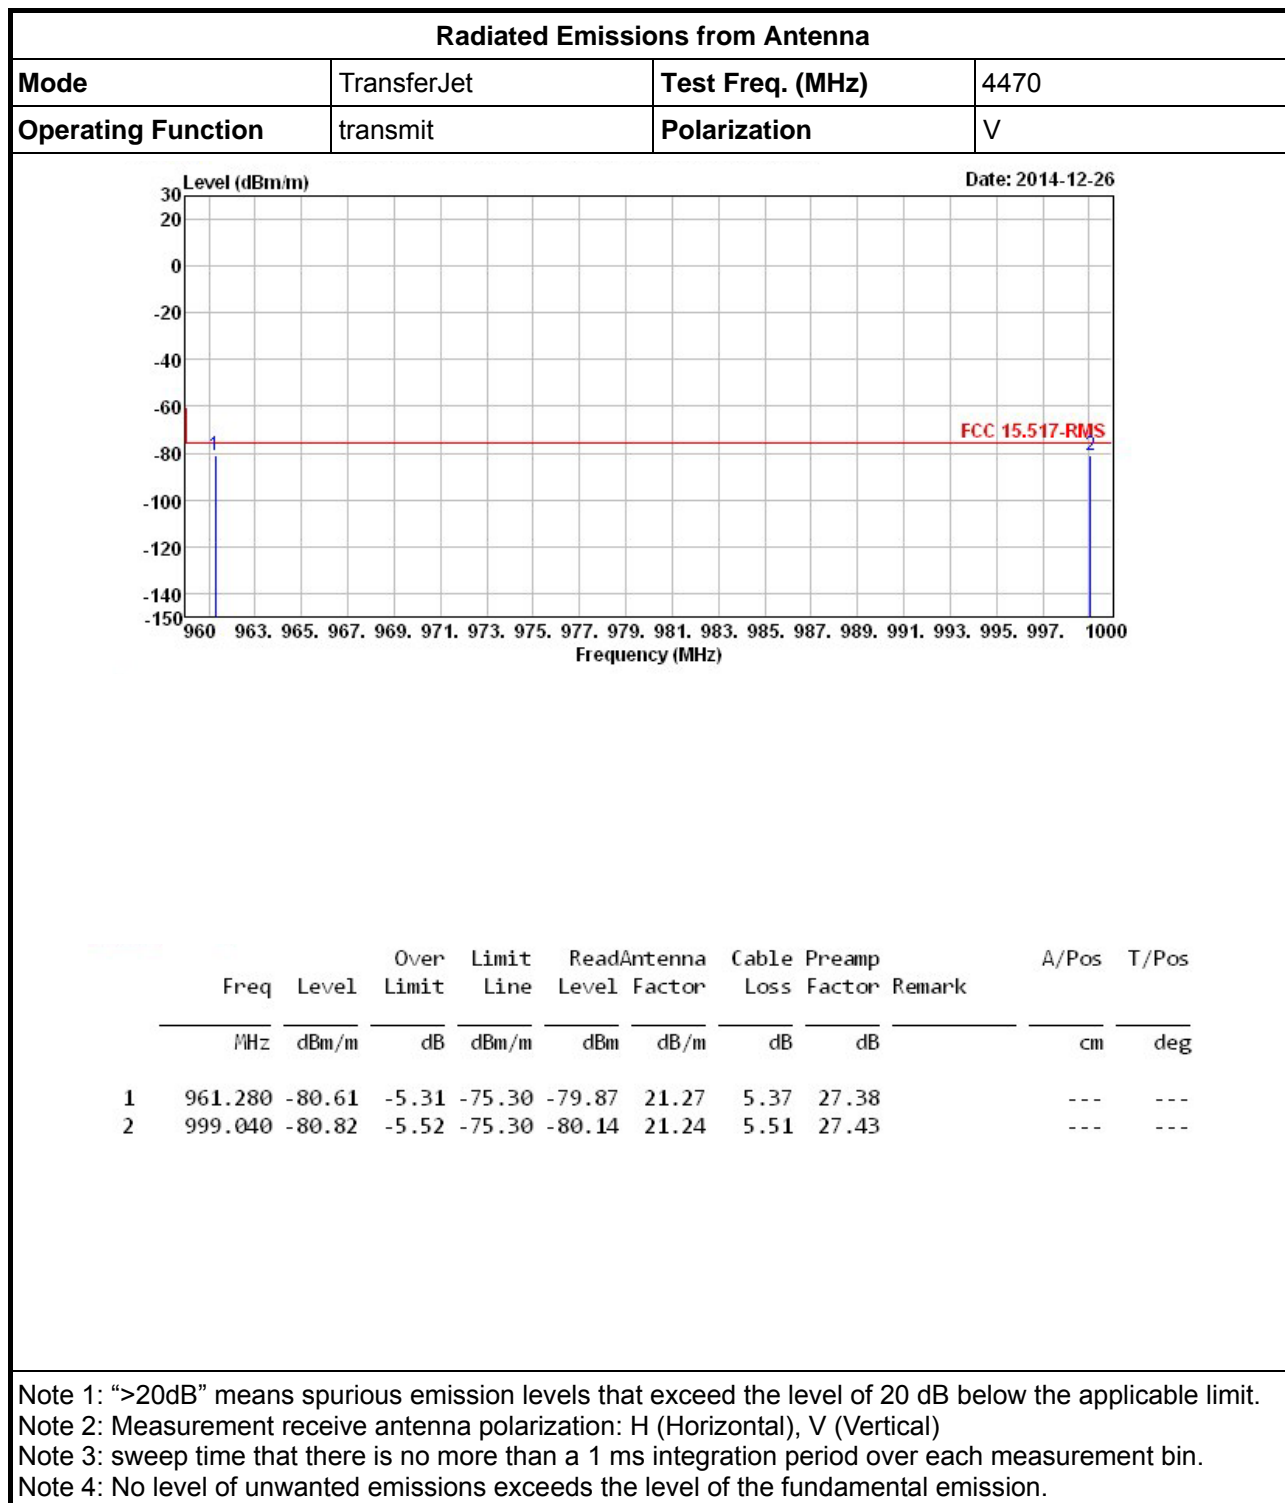 Radiated Emissions from Antenna
Mode TransferJet Test Freq. (MHz) 4470
Operating Function transmit Polarization V
Level (dBm/m) Date: 2014-12-26
30
20
0
-20
-40
-60
FCC 15.517-RMS
1 2
-80
-100
-120
-140
-150
960 963. 965. 967. 969. 971. 973. 975. 977. 979. 981. 983. 985. 987. 989. 991. 993. 995. 997. 1000
Frequency (MHz)
Over Limit ReadAntenna Cable Preamp A/Pos T/Pos
Freq Level Limit Line Level Factor Loss Factor Remark
MHz dBm/m dB dBm/m dBm dB/m dB dB cm deg
1 961.280 -80.61 -5.31 -75.30 -79.87 21.27 5.37 27.38 --- ---
2 999.040 -80.82 -5.52 -75.30 -80.14 21.24 5.51 27.43 --- ---
Note 1: “>20dB” means spurious emission levels that exceed the level of 20 dB below the applicable limit.
Note 2: Measurement receive antenna polarization: H (Horizontal), V (Vertical)
Note 3: sweep time that there is no more than a 1 ms integration period over each measurement bin.
Note 4: No level of unwanted emissions exceeds the level of the fundamental emission.